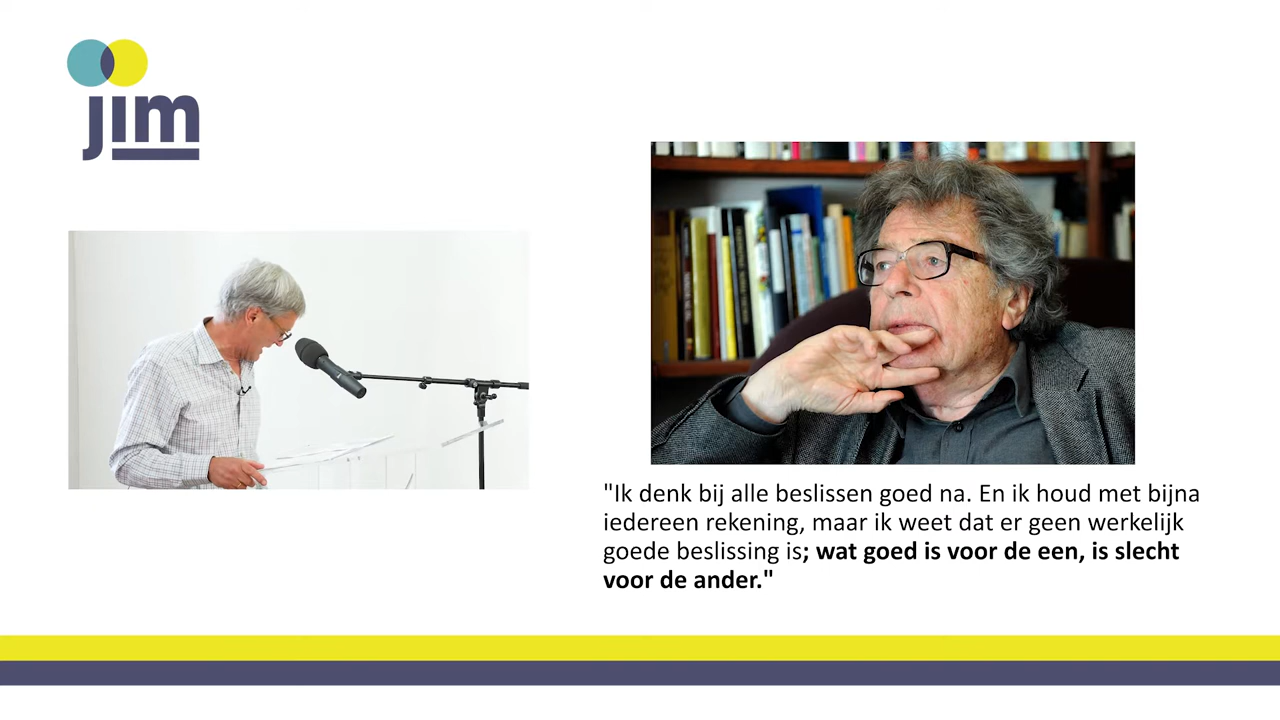 jim
"Ik denk bij alle beslissen goed na. En ik houd met bijna
iedereen rekening, maar ik weet dat er geen werkelijk
goede beslissing is; wat goed is voor de een, is slecht
voor de ander."